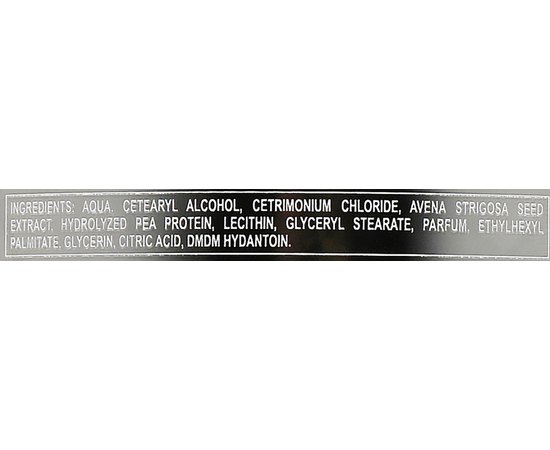 INGREDIENTS: AQUA, CETEARYL ALCOHOL, CETRIMONIUM CHLORIDE, AVENA STRIGOSA SEED
EXTRACT, HYDROLYZED PEA PROTEIN, LECITHIN, GLYCERYL STEARATE, PARFUM, ETHYLHEXYL
PALMITATE, GLYCERIN, CITRIC ACID, DMDM HYDANTOIN.